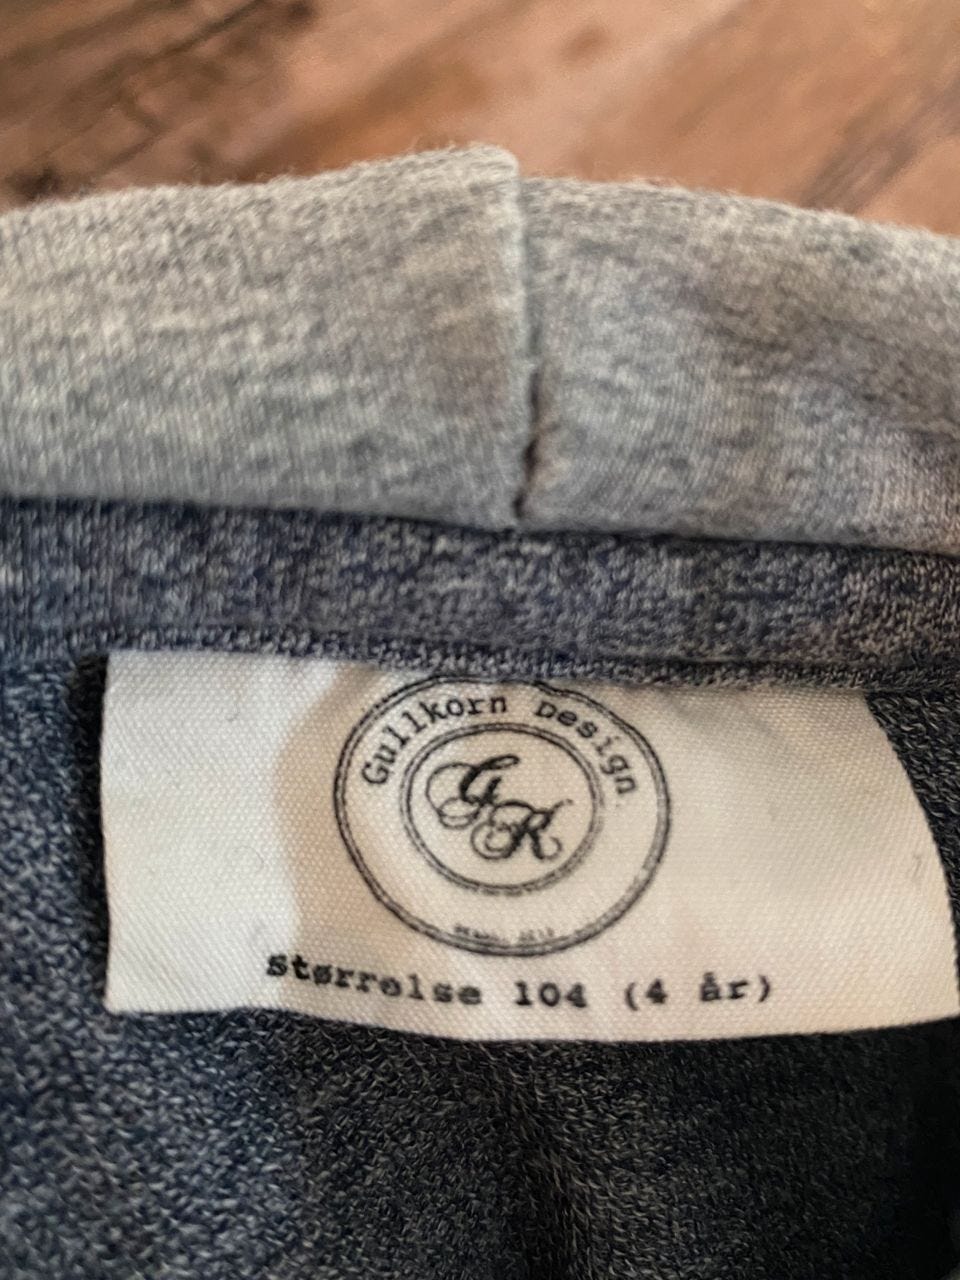 Gullkorn Design
GK
størrelse 104 (4 år)